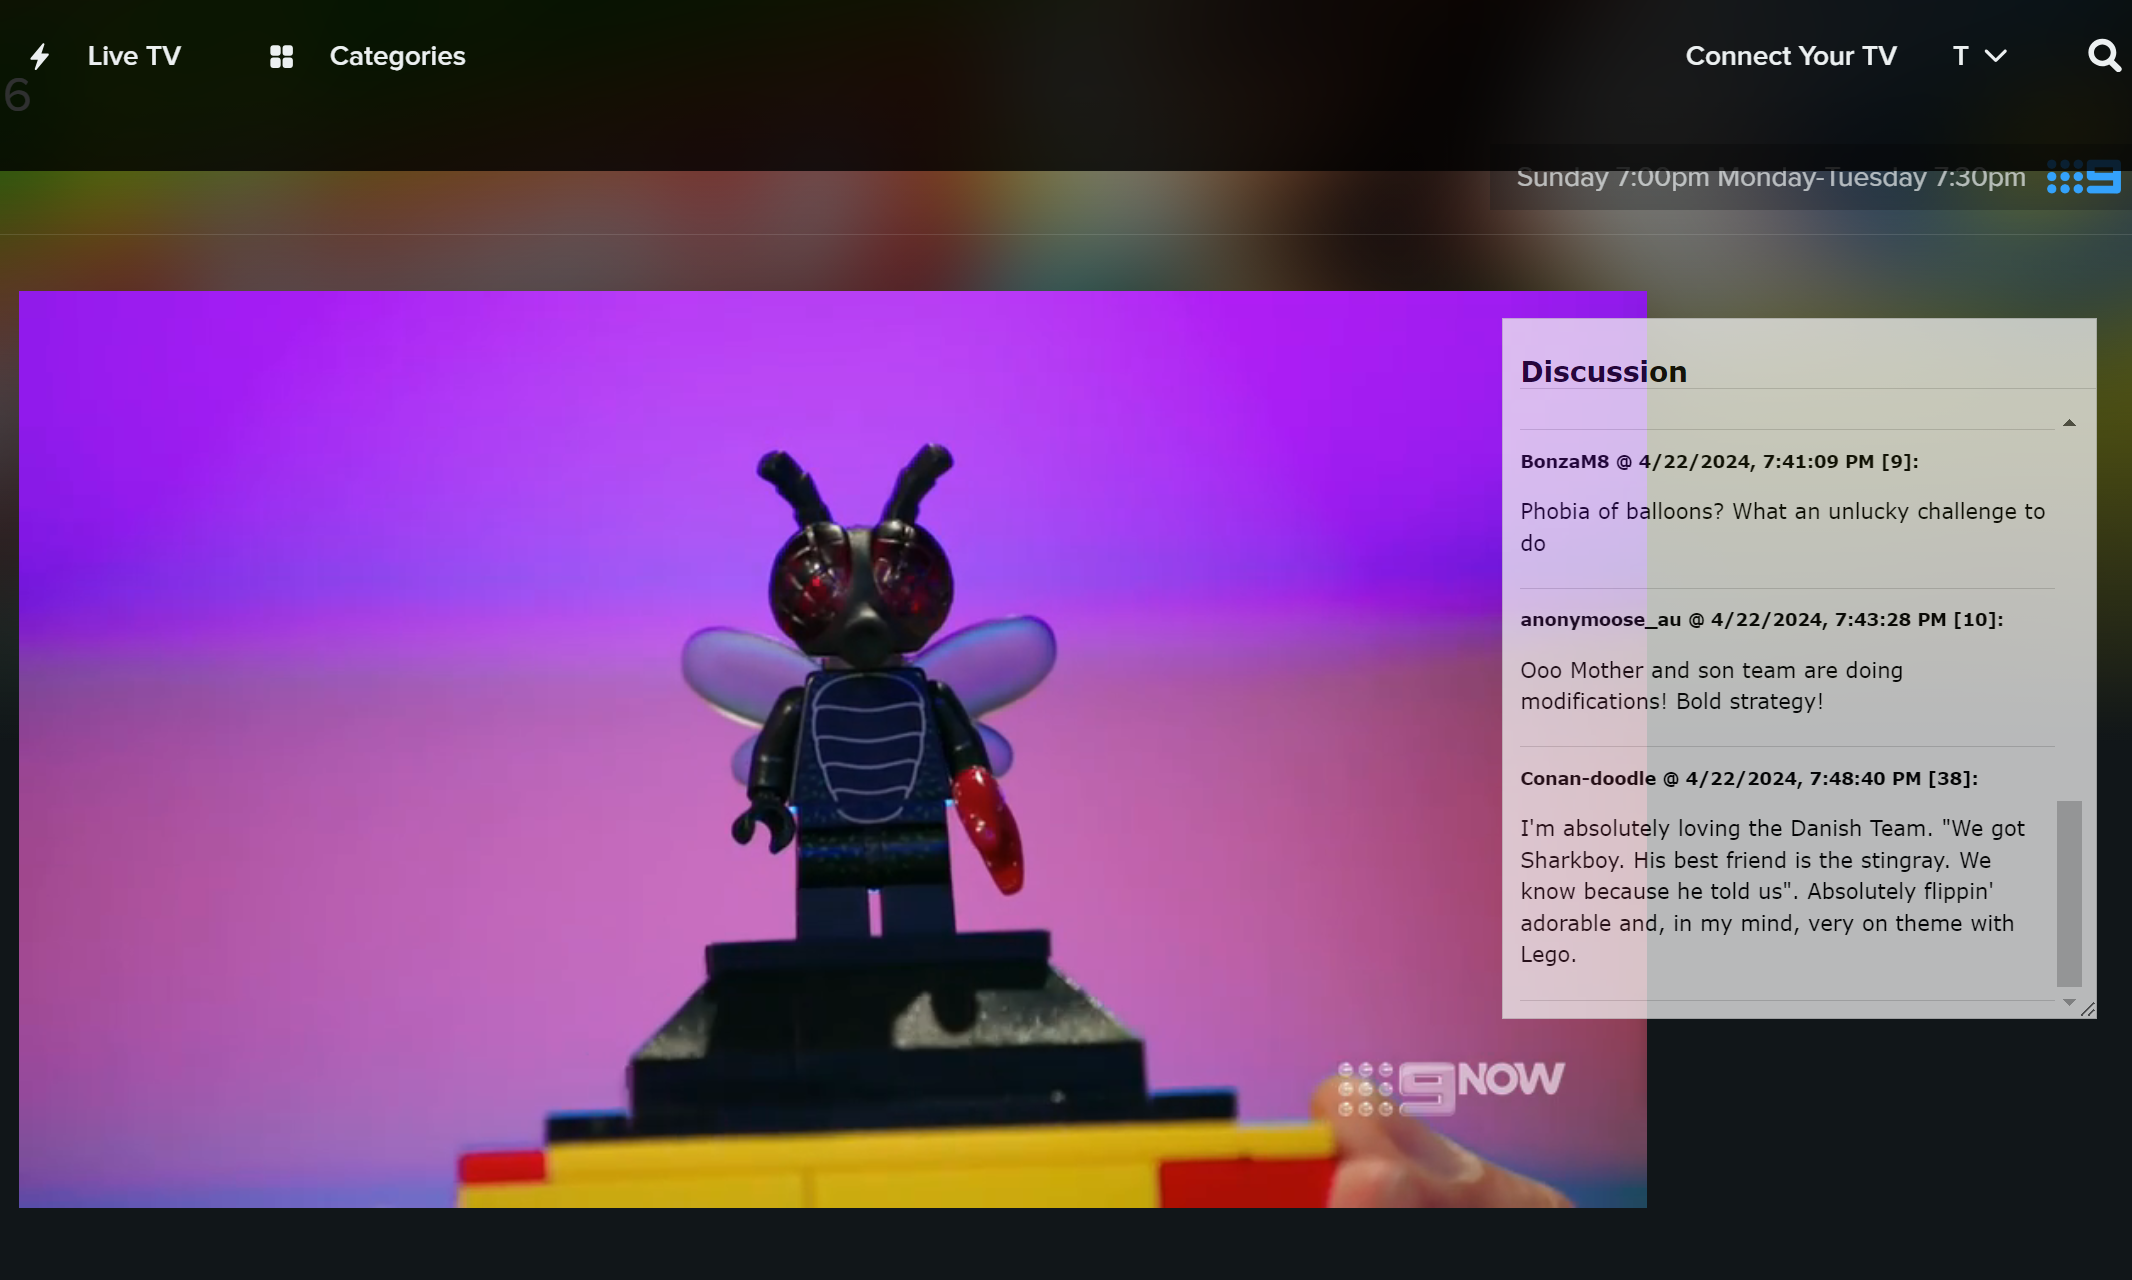 Live TV
Categories
Connect Your TV
T
6
Sunday 7:00pm Monday-Tuesday 7:30pm
9
Discussion
BonzaM8 @ 4/22/2024, 7:41:09 PM [9]:
Phobia of balloons? What an unlucky challenge to
do
anonymoose_au @ 4/22/2024, 7:43:28 PM [10]:
Ooo Mother and son team are doing
modifications! Bold strategy!
Conan-doodle @ 4/22/2024, 7:48:40 PM [38]:
I'm absolutely loving the Danish Team. "We got
Sharkboy. His best friend is the stingray. We
know because he told us". Absolutely flippin'
adorable and, in my mind, very on theme with
Lego.
9NOW